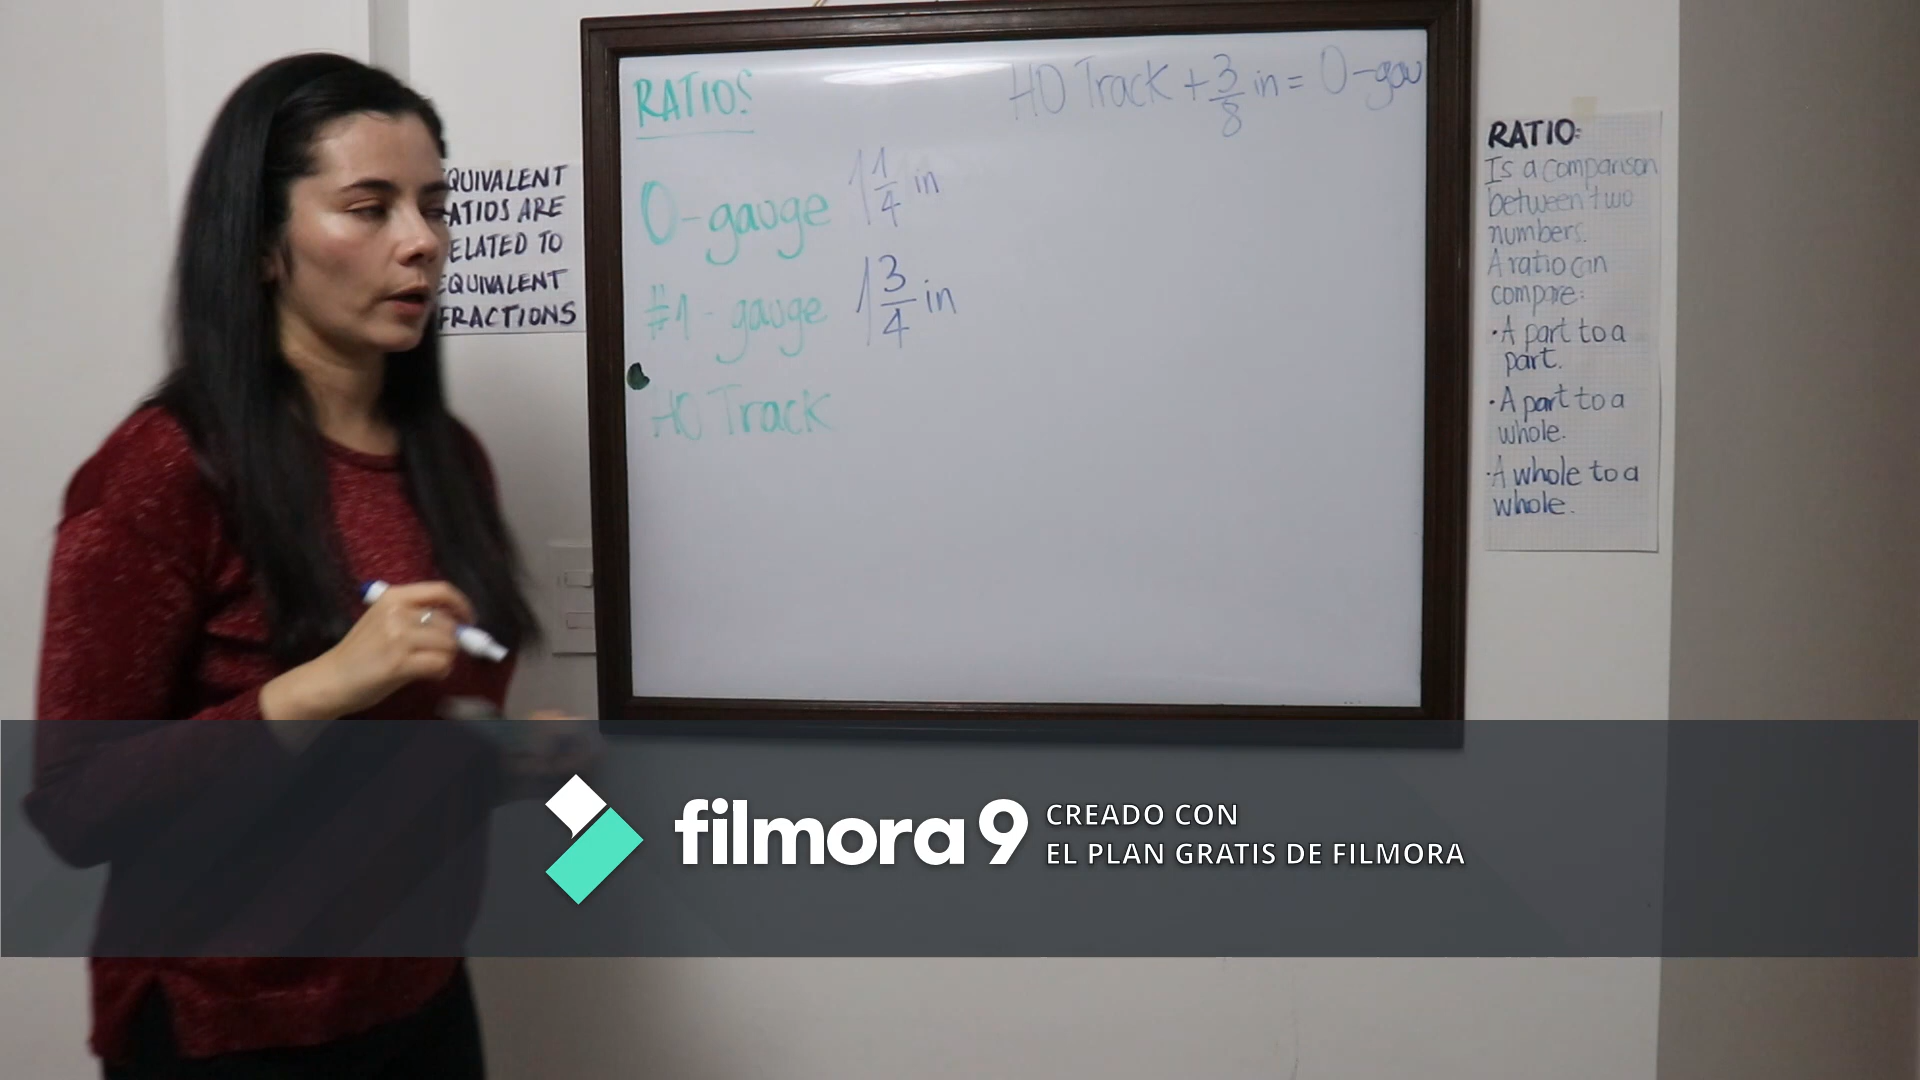 RATIOS
HO Track + 3/8 in = O-gau
O-gauge 1 1/4 in
#1 - gauge 1 3/4 in
HO Track
QUIVALENT
ATIOS ARE
ELATED TO
EQUIVALENT
FRACTIONS
RATIO:
Is a comparison
between two
numbers.
A ratio can
compare:
• A part to a
part.
• A part to a
whole.
• A whole to a
whole.
filmora 9
CREADO CON
EL PLAN GRATIS DE FILMORA